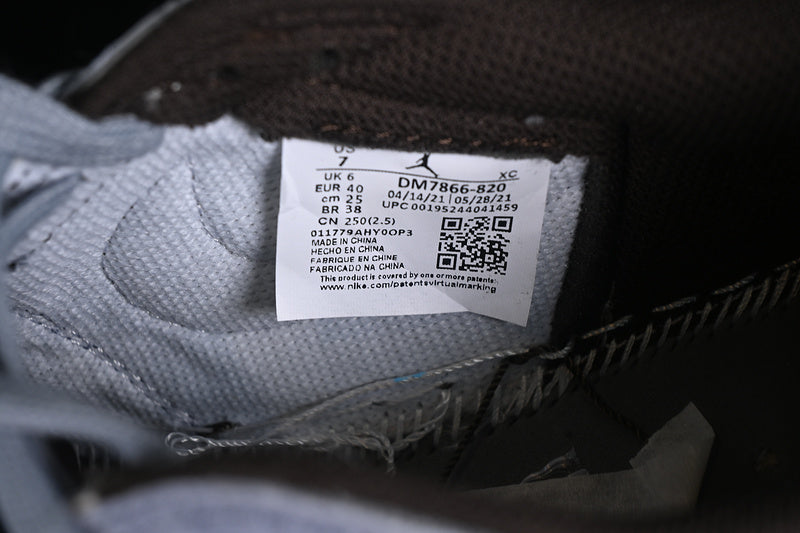 US
7
XC
UK 6
DM7866-820
EUR 40
04/14/21 | 05/28/21
cm 25
UPC 00195244041459
BR 38
CN 250(2.5)
011779AHY0OP3
MADE IN CHINA
HECHO EN CHINA
FABRIQUE EN CHINE
FABRICADO NA CHINA
This product is covered by one or more patents:
www.nike.com/patentsvirtualmarking